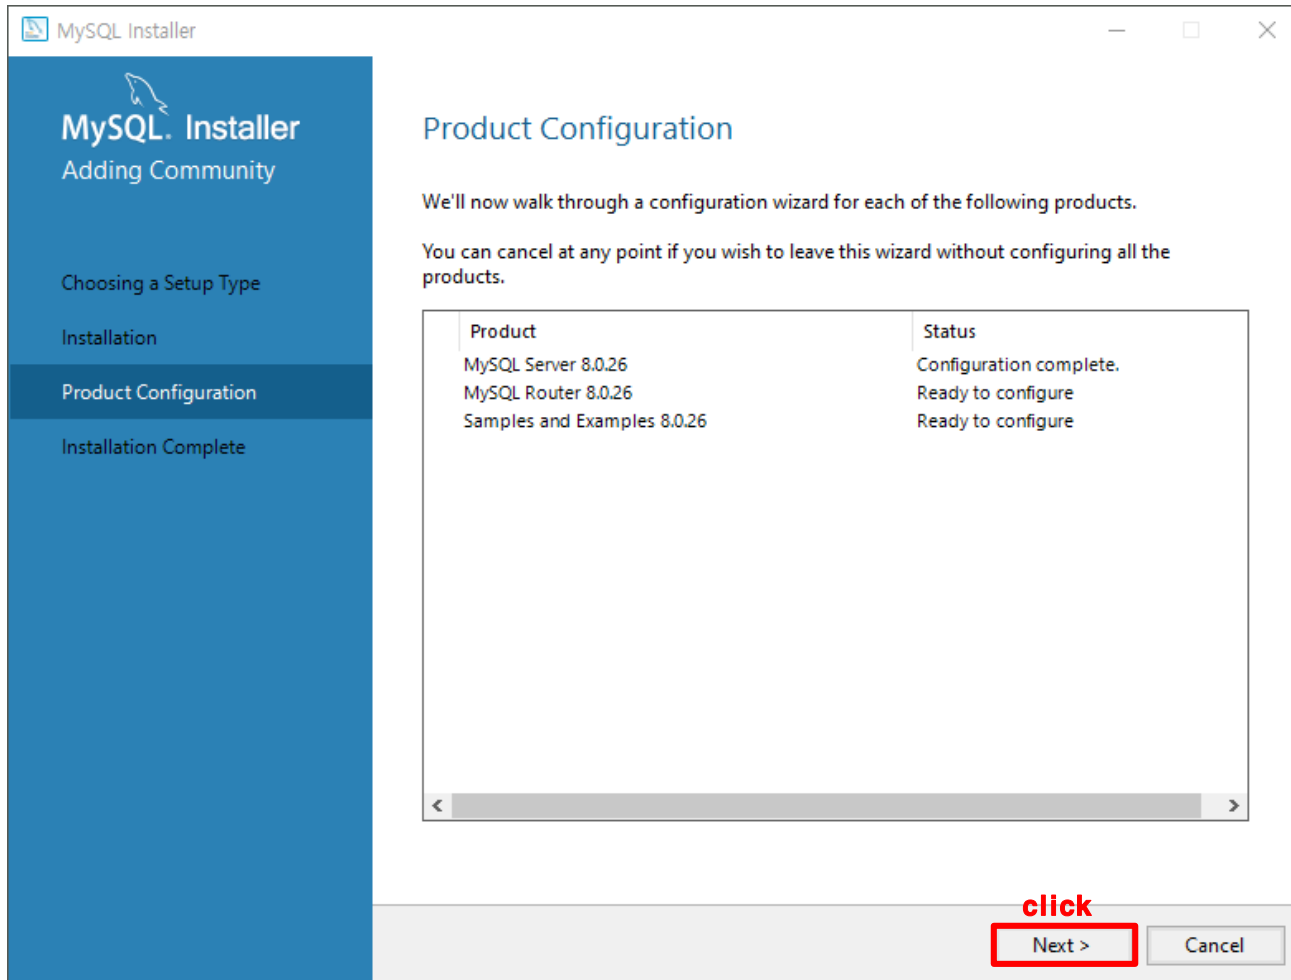 MySQL Installer
MySQL. Installer
Adding Community
Choosing a Setup Type
Installation
Product Configuration
Installation Complete
Product Configuration
We'll now walk through a configuration wizard for each of the following products.
You can cancel at any point if you wish to leave this wizard without configuring all the
products.
Product Status
MySQL Server 8.0.26 Configuration complete.
MySQL Router 8.0.26 Ready to configure
Samples and Examples 8.0.26 Ready to configure
click
Next > Cancel